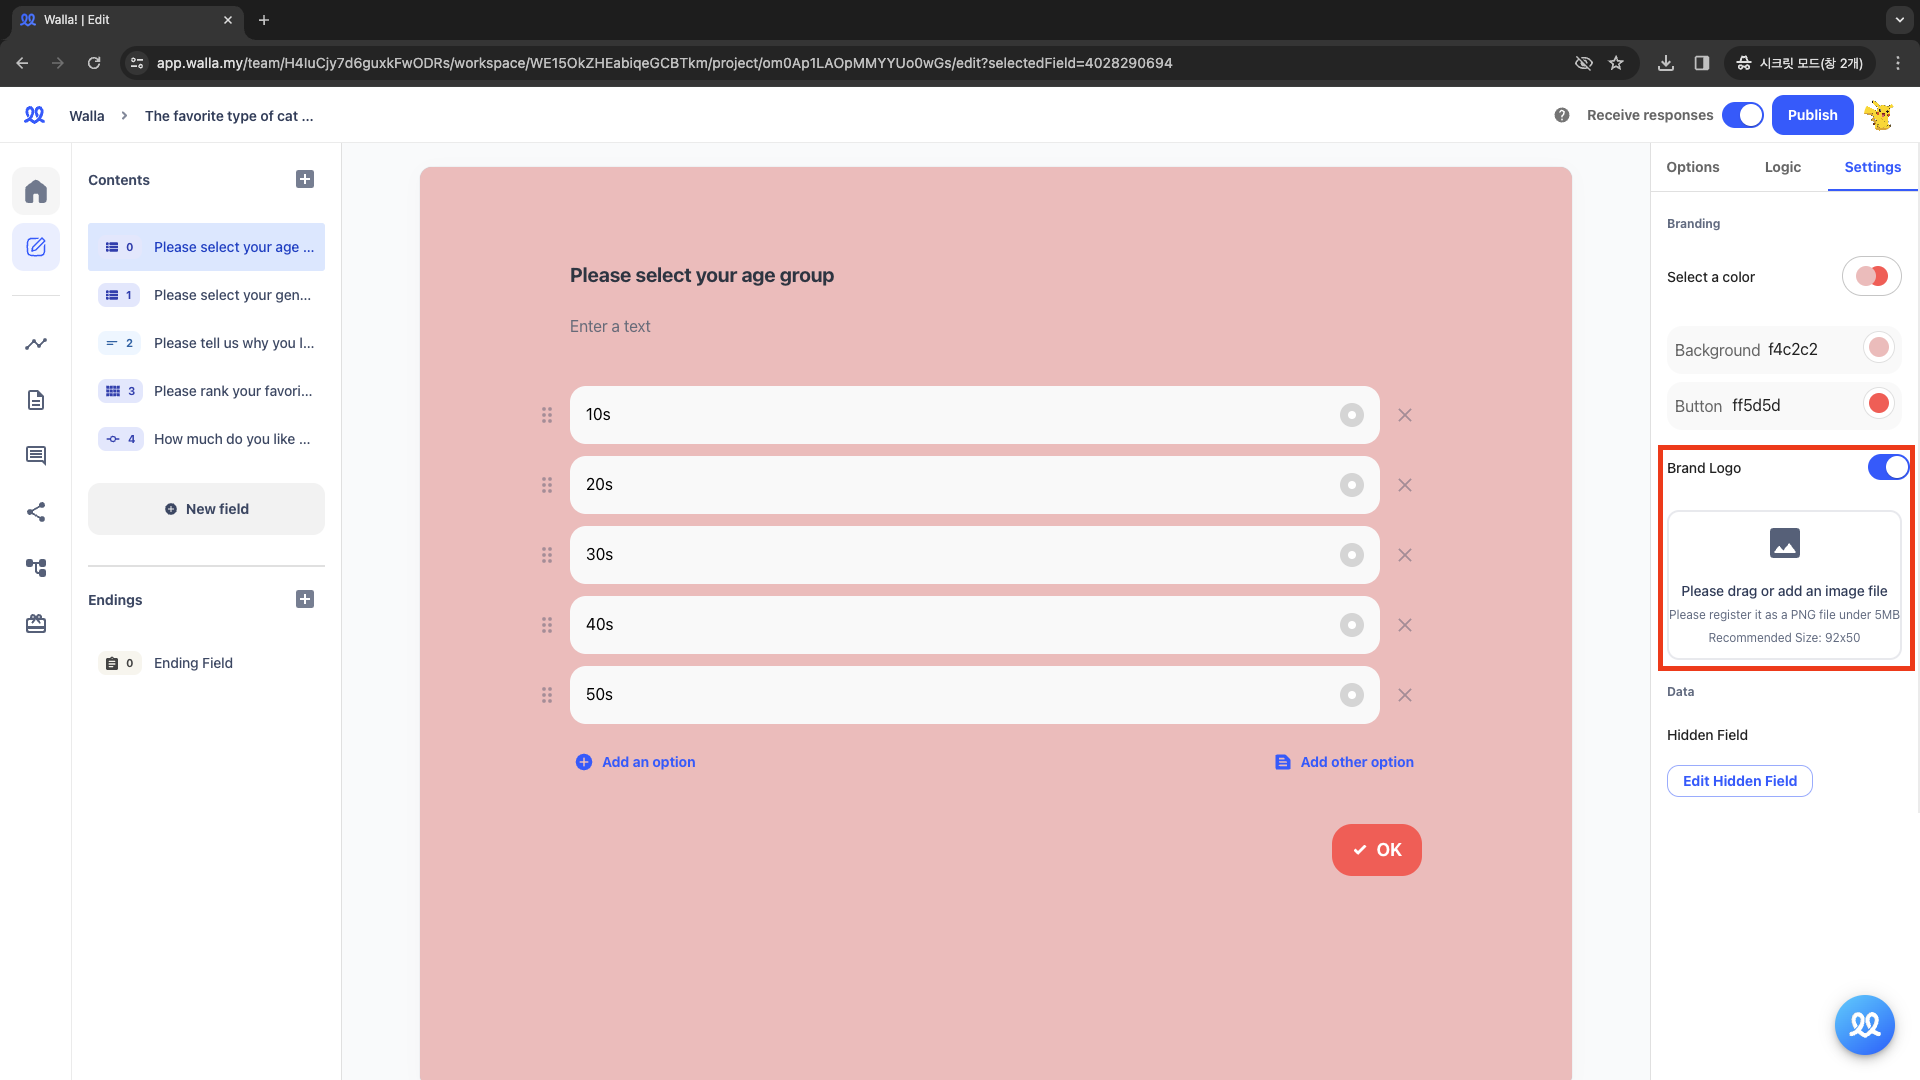 Walla! | Edit
app.walla.my/team/H4IuCjy7d6guxkFwODRs/workspace/WE15OkZHEabiqeGCBTkm/project/om0Ap1LAOpMMYYUo0wGs/edit?selectedField=4028290694
시크릿 모드(창 2개)
Walla
The favorite type of cat ...
Receive responses
Publish
Contents
0 Please select your age ...
1 Please select your gen...
2 Please tell us why you l...
3 Please rank your favori...
4 How much do you like ...
New field
Endings
0 Ending Field
Please select your age group
Enter a text
10s
20s
30s
40s
50s
Add an option
Add other option
OK
Options
Logic
Settings
Branding
Select a color
Background f4c2c2
Button ff5d5d
Brand Logo
Please drag or add an image file
Please register it as a PNG file under 5MB
Recommended Size: 92x50
Data
Hidden Field
Edit Hidden Field